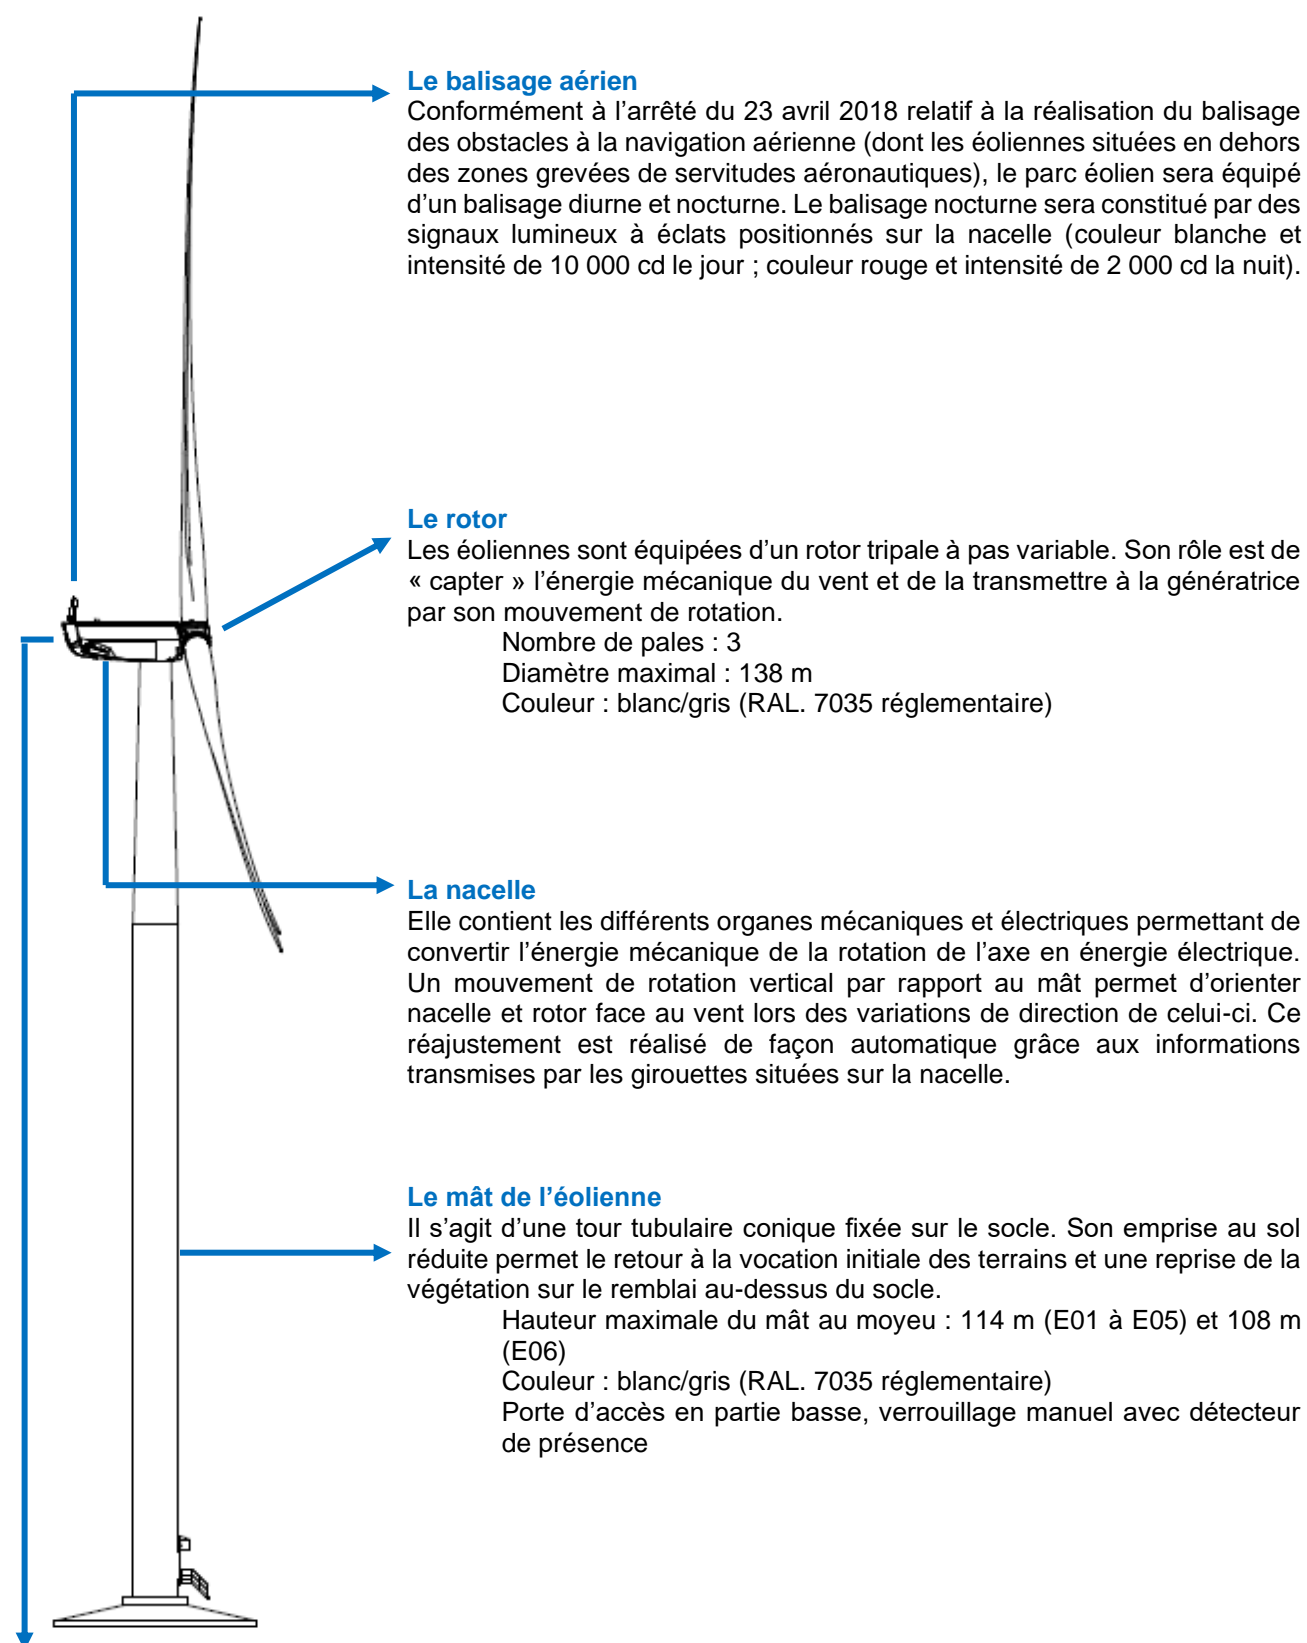 Le balisage aérien
Conformément à l’arrêté du 23 avril 2018 relatif à la réalisation du balisage
des obstacles à la navigation aérienne (dont les éoliennes situées en dehors
des zones grevées de servitudes aéronautiques), le parc éolien sera équipé
d’un balisage diurne et nocturne. Le balisage nocturne sera constitué par des
signaux lumineux à éclats positionnés sur la nacelle (couleur blanche et
intensité de 10 000 cd le jour ; couleur rouge et intensité de 2 000 cd la nuit).
Le rotor
Les éoliennes sont équipées d’un rotor tripale à pas variable. Son rôle est de
« capter » l’énergie mécanique du vent et de la transmettre à la génératrice
par son mouvement de rotation.
Nombre de pales : 3
Diamètre maximal : 138 m
Couleur : blanc/gris (RAL. 7035 réglementaire)
La nacelle
Elle contient les différents organes mécaniques et électriques permettant de
convertir l’énergie mécanique de la rotation de l’axe en énergie électrique.
Un mouvement de rotation vertical par rapport au mât permet d’orienter
nacelle et rotor face au vent lors des variations de direction de celui-ci. Ce
réajustement est réalisé de façon automatique grâce aux informations
transmises par les girouettes situées sur la nacelle.
Le mât de l’éolienne
Il s’agit d’une tour tubulaire conique fixée sur le socle. Son emprise au sol
réduite permet le retour à la vocation initiale des terrains et une reprise de la
végétation sur le remblai au-dessus du socle.
Hauteur maximale du mât au moyeu : 114 m (E01 à E05) et 108 m
(E06)
Couleur : blanc/gris (RAL. 7035 réglementaire)
Porte d’accès en partie basse, verrouillage manuel avec détecteur
de présence